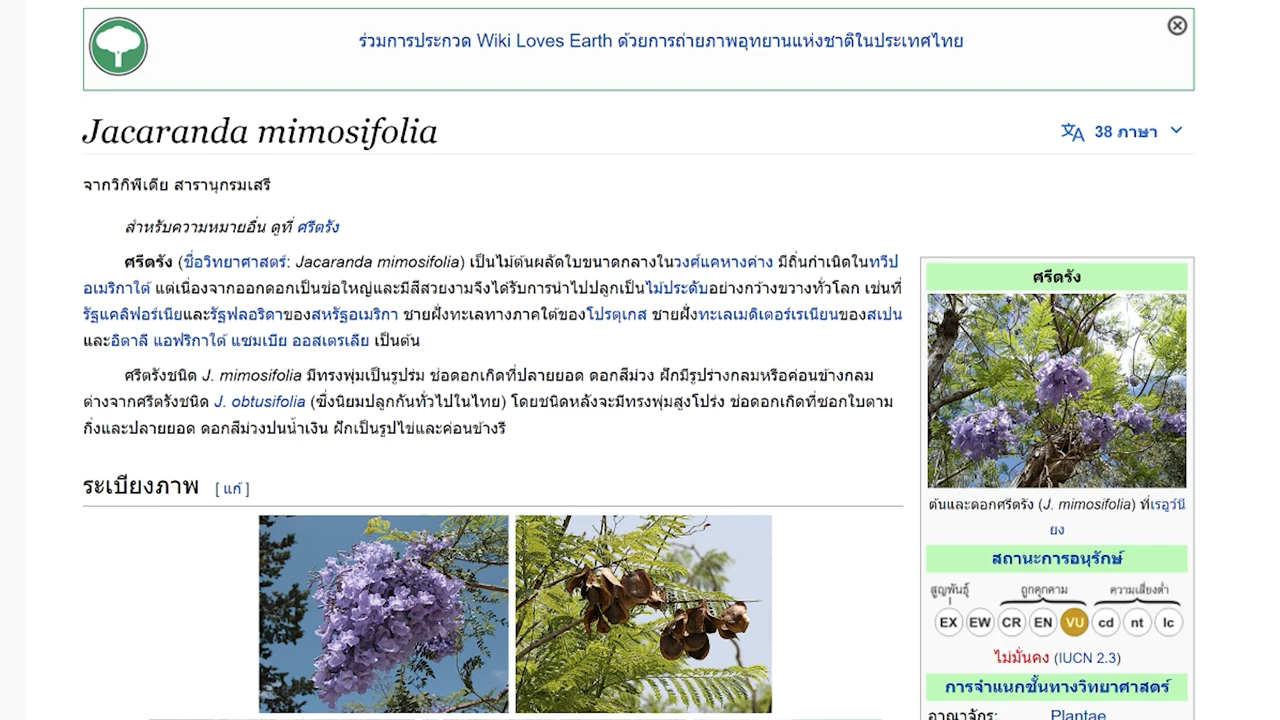 ร่วมการประกวด Wiki Loves Earth ด้วยการถ่ายภาพอุทยานแห่งชาติในประเทศไทย
Jacaranda mimosifolia
38 ภาษา
จากวิกิพีเดีย สารานุกรมเสรี
สำหรับความหมายอื่น ดูที่ ศรีตรัง
ศรีตรัง (ชื่อวิทยาศาสตร์: Jacaranda mimosifolia) เป็นไม้ต้นผลัดใบขนาดกลางในวงศ์แคหางค่าง มีถิ่นกำเนิดในทวีป
อเมริกาใต้ แต่เนื่องจากออกดอกเป็นช่อใหญ่และมีสีสวยงามจึงได้รับการนำไปปลูกเป็นไม้ประดับอย่างกว้างขวางทั่วโลก เช่นที่
รัฐแคลิฟอร์เนียและรัฐฟลอริดาของสหรัฐอเมริกา ชายฝั่งทะเลทางภาคใต้ของโปรตุเกส ชายฝั่งทะเลเมดิเตอร์เรเนียนของสเปน
และอิตาลี แอฟริกาใต้ แซมเบีย ออสเตรเลีย เป็นต้น
ศรีตรังชนิด J. mimosifolia มีทรงพุ่มเป็นรูปร่ม ช่อดอกเกิดที่ปลายยอด ดอกสีม่วง ฝักมีรูปร่างกลมหรือค่อนข้างกลม
ต่างจากศรีตรังชนิด J. obtusifolia (ซึ่งนิยมปลูกกันทั่วไปในไทย) โดยชนิดหลังจะมีทรงพุ่มสูงโปร่ง ช่อดอกเกิดที่ซอกใบตาม
กิ่งและปลายยอด ดอกสีม่วงปนน้ำเงิน ฝักเป็นรูปไข่และค่อนข้างรี
ระเบียงภาพ [ แก้ ]
ศรีตรัง
ต้นและดอกศรีตรัง (J. mimosifolia) ที่เรอูว์นี
ยง
สถานะการอนุรักษ์
สูญพันธุ์ ถูกคุกคาม ความเสี่ยงต่ำ
EX EW CR EN VU cd nt lc
ไม่มั่นคง (IUCN 2.3)
การจำแนกชั้นทางวิทยาศาสตร์
อาณาจักร: Plantae